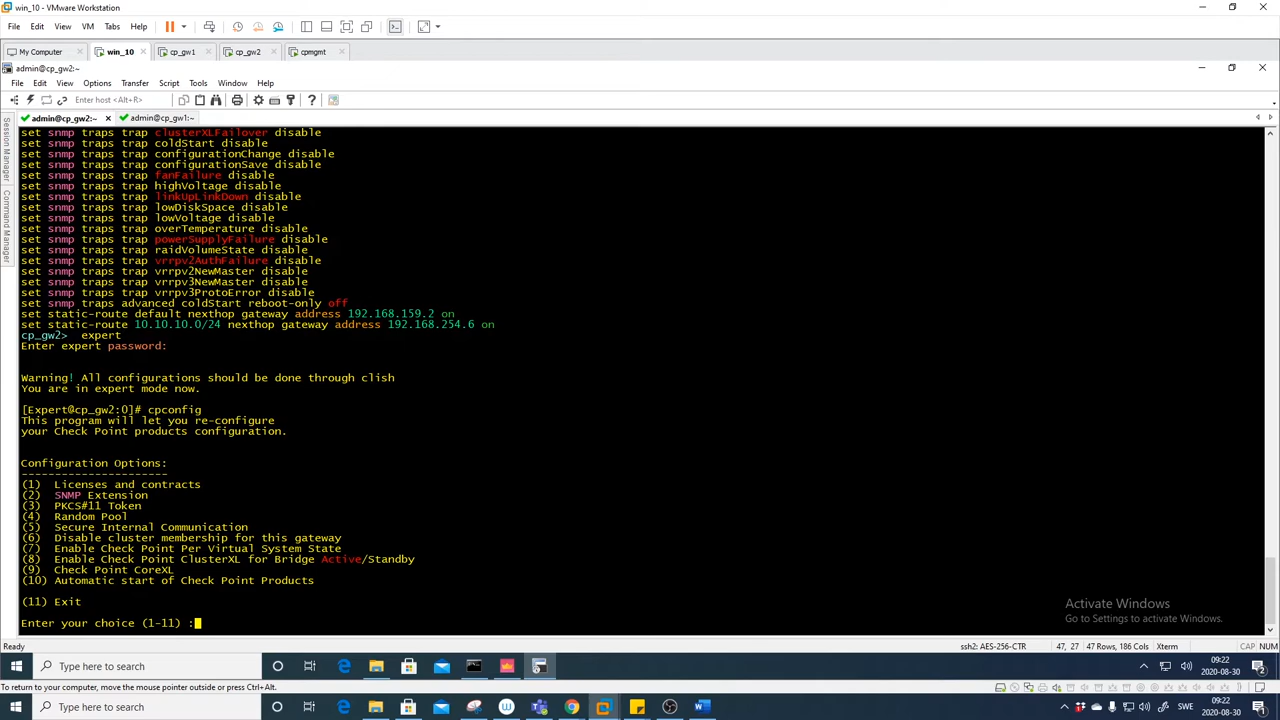 win_10 - VMware Workstation
File Edit View VM Tabs Help
My Computer win_10 cp_gw1 cp_gw2 cpmgmt
admin@cp_gw2:~
File Edit View Options Transfer Script Tools Window Help
Enter host <Alt+R>
admin@cp_gw2:~ admin@cp_gw1:~
Session Manager
Command Manager
set snmp traps trap clusterXLFailover disable
set snmp traps trap coldStart disable
set snmp traps trap configurationChange disable
set snmp traps trap configurationSave disable
set snmp traps trap fanFailure disable
set snmp traps trap highVoltage disable
set snmp traps trap linkUpLinkDown disable
set snmp traps trap lowDiskSpace disable
set snmp traps trap lowVoltage disable
set snmp traps trap overTemperature disable
set snmp traps trap powerSupplyFailure disable
set snmp traps trap raidVolumeState disable
set snmp traps trap vrrpv2AuthFailure disable
set snmp traps trap vrrpv2NewMaster disable
set snmp traps trap vrrpv3NewMaster disable
set snmp traps trap vrrpv3ProtoError disable
set snmp traps advanced coldStart reboot-only off
set static-route default nexthop gateway address 192.168.159.2 on
set static-route 10.10.10.0/24 nexthop gateway address 192.168.254.6 on
cp_gw2> expert
Enter expert password:
Warning! All configurations should be done through clish
You are in expert mode now.
[Expert@cp_gw2:0]# cpconfig
This program will let you re-configure
your Check Point products configuration.
Configuration Options:
----------------------
(1) Licenses and contracts
(2) SNMP Extension
(3) PKCS#11 Token
(4) Random Pool
(5) Secure Internal Communication
(6) Disable cluster membership for this gateway
(7) Enable Check Point Per Virtual System State
(8) Enable Check Point ClusterXL for Bridge Active/Standby
(9) Check Point CoreXL
(10) Automatic start of Check Point Products
(11) Exit
Enter your choice (1-11) :
Activate Windows
Go to Settings to activate Windows.
Ready ssh2: AES-256-CTR 47, 27 47 Rows, 186 Cols Xterm CAP NUM
Type here to search 09:22
2020-08-30
To return to your computer, move the mouse pointer outside or press Ctrl+Alt.
Type here to search SWE 09:22
2020-08-30